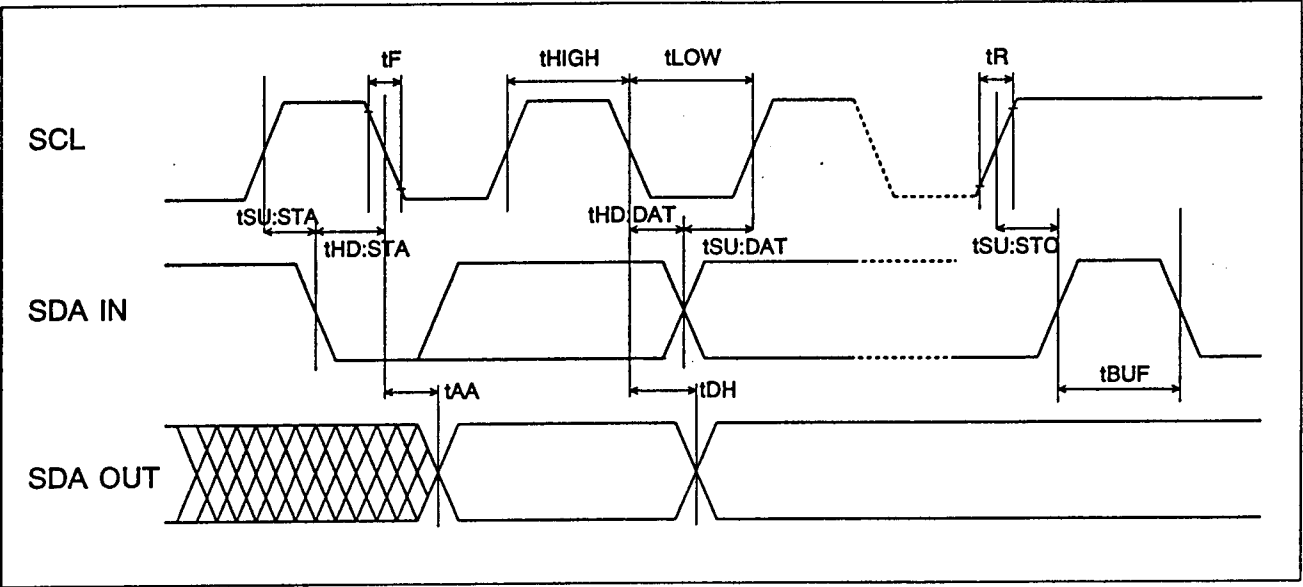 tF
tHIGH
tLOW
tR
SCL
tSU:STA
tHD:STA
tHD:DAT
tSU:DAT
tSU:STO
SDA IN
tBUF
tAA
tDH
SDA OUT